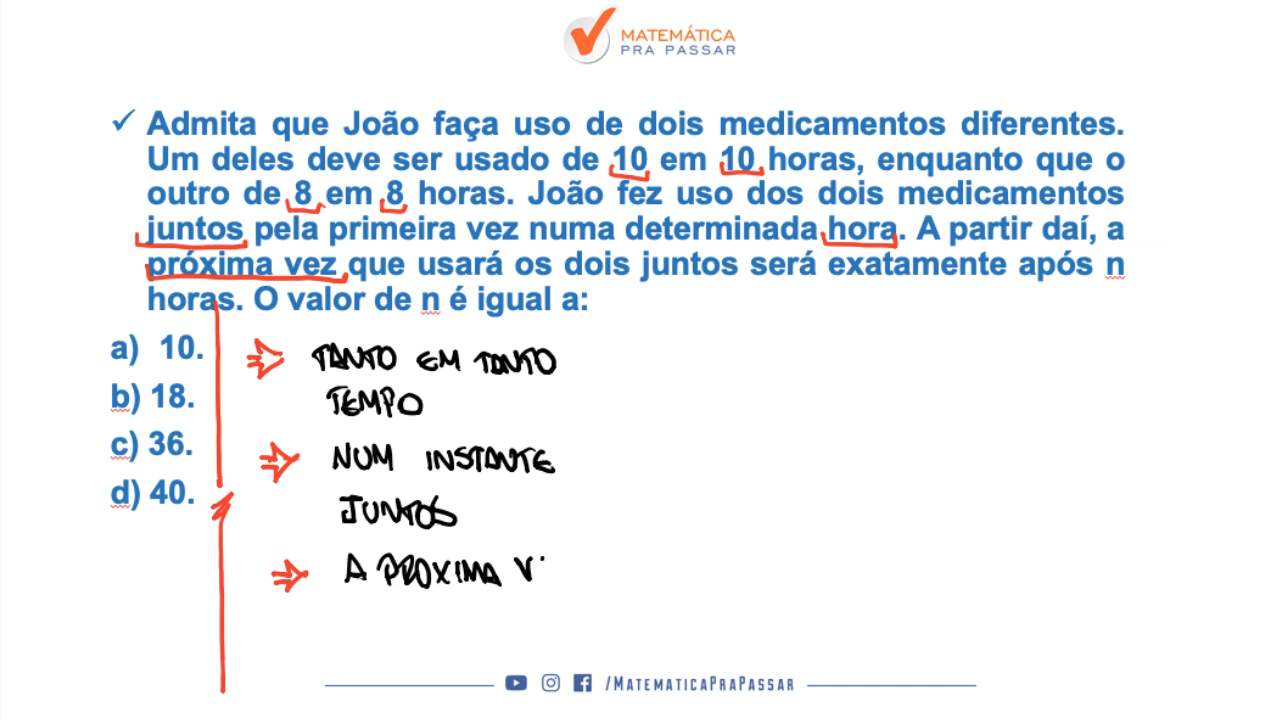 MATEMÁTICA
PRA PASSAR
✓ Admita que João faça uso de dois medicamentos diferentes.
Um deles deve ser usado de 10 em 10 horas, enquanto que o
outro de 8 em 8 horas. João fez uso dos dois medicamentos
juntos pela primeira vez numa determinada hora. A partir daí, a
próxima vez que usará os dois juntos será exatamente após n
horas. O valor de n é igual a:
a) 10.
b) 18.
c) 36.
d) 40.
TANTO EM TANTO
TEMPO
NUM INSTANTE
JUNTOS
A PROXIMA V
/MATEMATICAPRAPASSAR